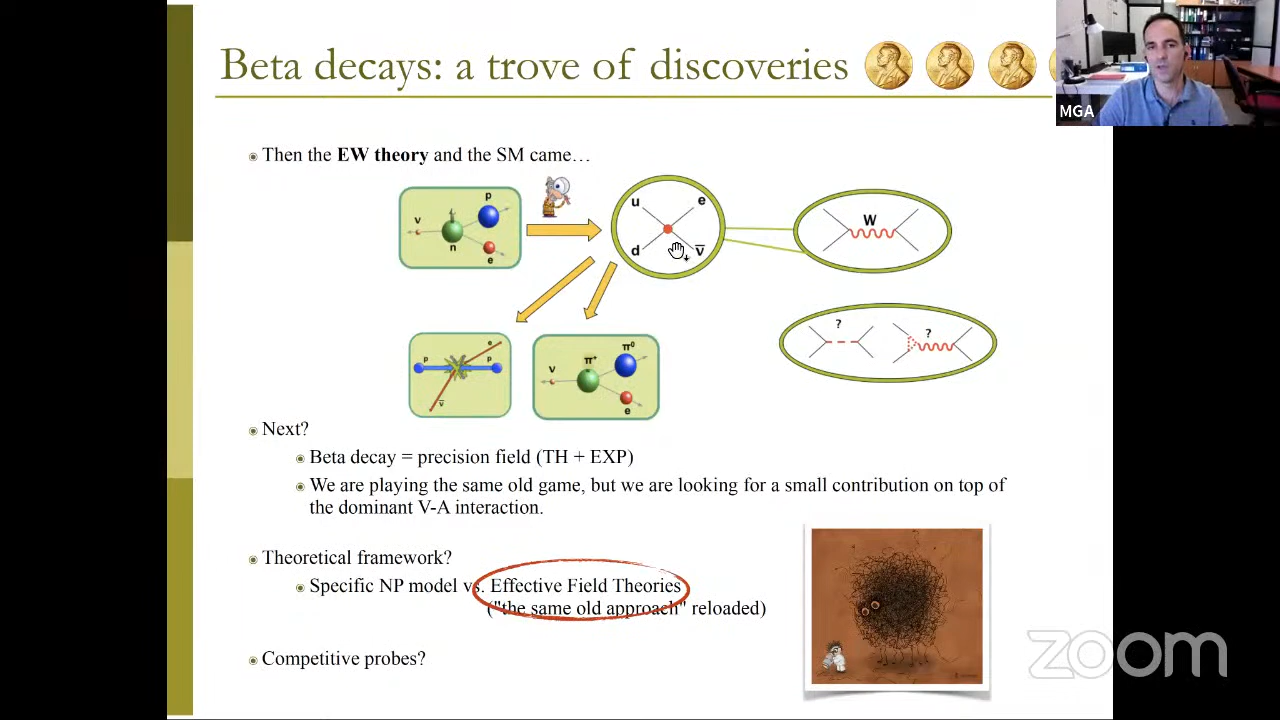 Beta decays: a trove of discoveries
MGA
Then the EW theory and the SM came…
p
ν
n
e
u
e
d
ν̅
W
?
?
p
e
p
ν̅
π⁰
π⁺
ν
e
Next?
Beta decay = precision field (TH + EXP)
We are playing the same old game, but we are looking for a small contribution on top of
the dominant V-A interaction.
Theoretical framework?
Specific NP model vs. Effective Field Theories
("the same old approach" reloaded)
Competitive probes?
zoom